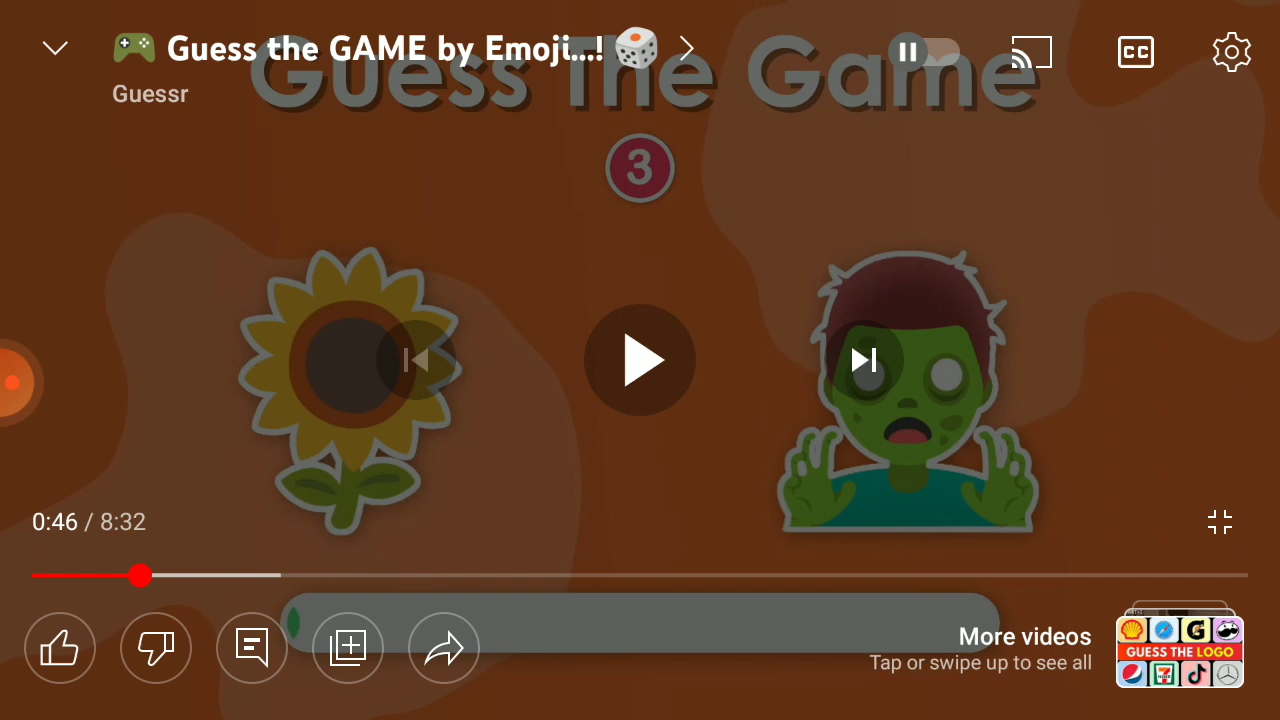 🎮 Guess the GAME by Emoji...! 🎲
Guessr
CC
Guess The Game
3
0:46 / 8:32
More videos
Tap or swipe up to see all
GUESS THE LOGO